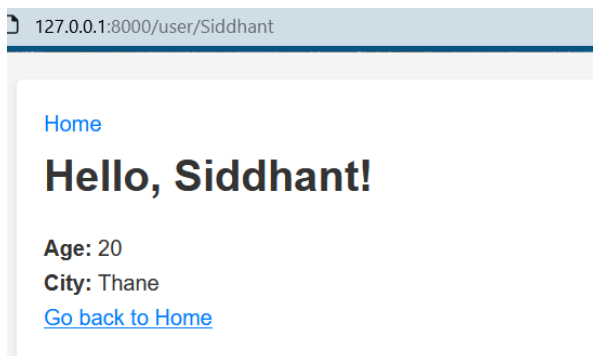 127.0.0.1:8000/user/Siddhant
Home
Hello, Siddhant!
Age: 20
City: Thane
Go back to Home